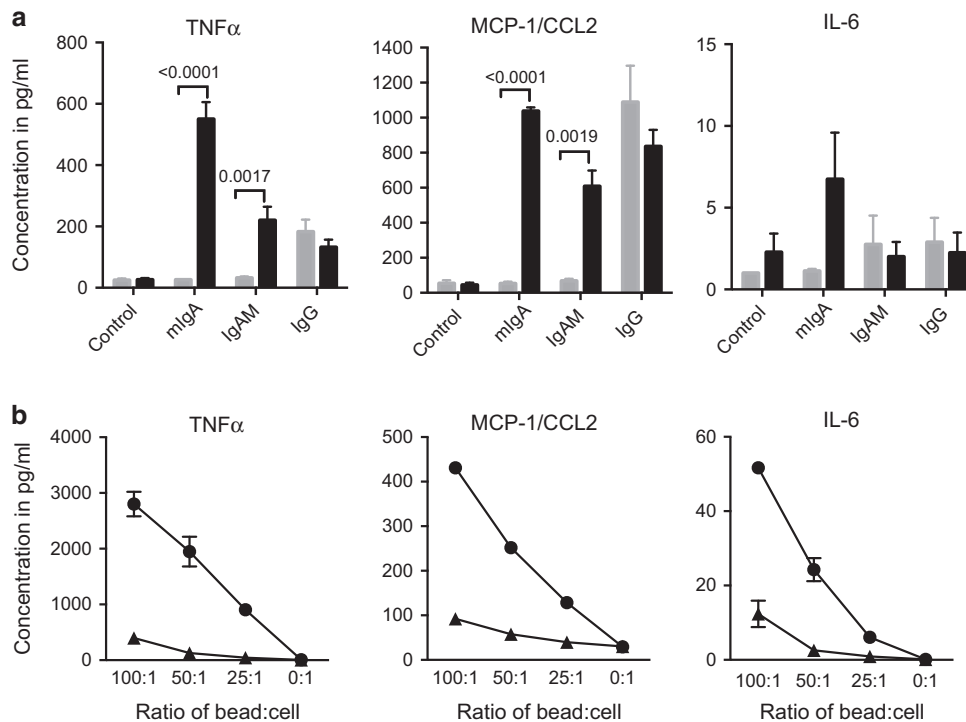 a
TNFα
MCP-1/CCL2
IL-6
Concentration in pg/ml
800
600
400
200
0
<0.0001
0.0017
Control
mIgA
IgAM
IgG
1400
1200
1000
800
600
400
200
0
<0.0001
0.0019
Control
mIgA
IgAM
IgG
15
10
5
0
Control
mIgA
IgAM
IgG
b
TNFα
MCP-1/CCL2
IL-6
Concentration in pg/ml
4000
3000
2000
1000
0
100:1 50:1 25:1 0:1
Ratio of bead:cell
500
400
300
200
100
0
100:1 50:1 25:1 0:1
Ratio of bead:cell
60
40
20
0
100:1 50:1 25:1 0:1
Ratio of bead:cell